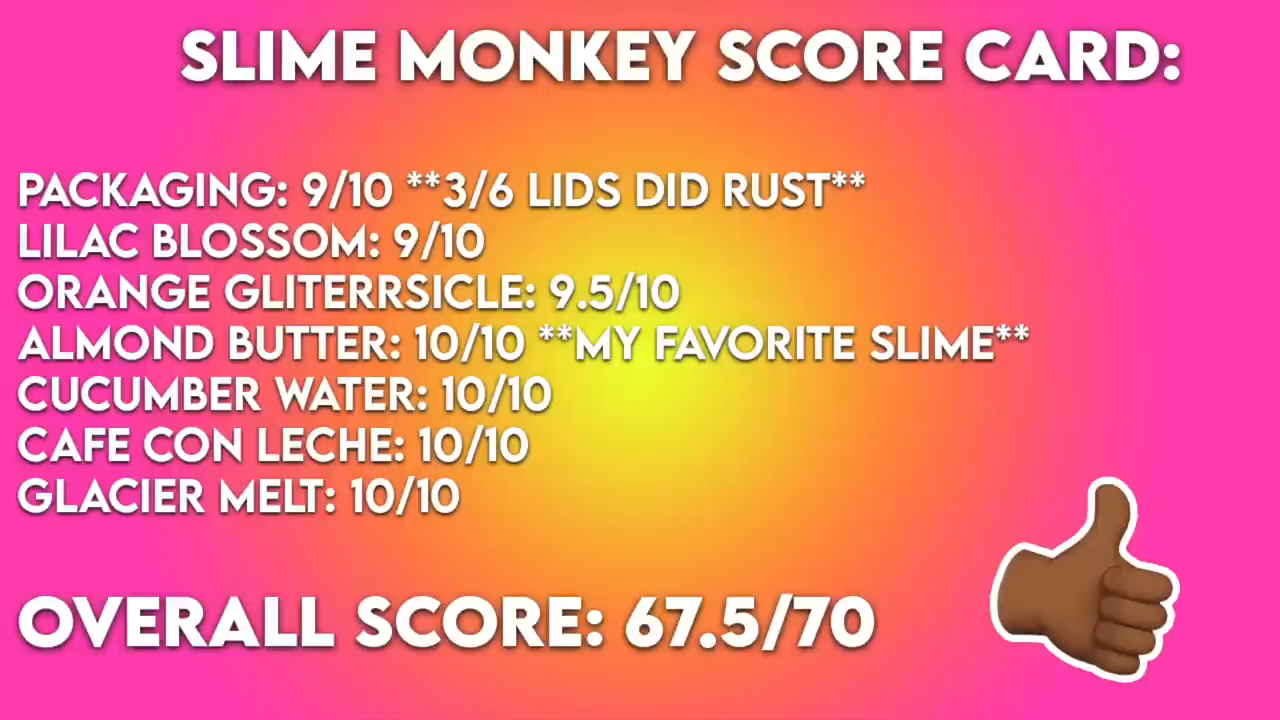 SLIME MONKEY SCORE CARD:
PACKAGING: 9/10 **3/6 LIDS DID RUST**
LILAC BLOSSOM: 9/10
ORANGE GLITERRSICLE: 9.5/10
ALMOND BUTTER: 10/10 **MY FAVORITE SLIME**
CUCUMBER WATER: 10/10
CAFE CON LECHE: 10/10
GLACIER MELT: 10/10
OVERALL SCORE: 67.5/70